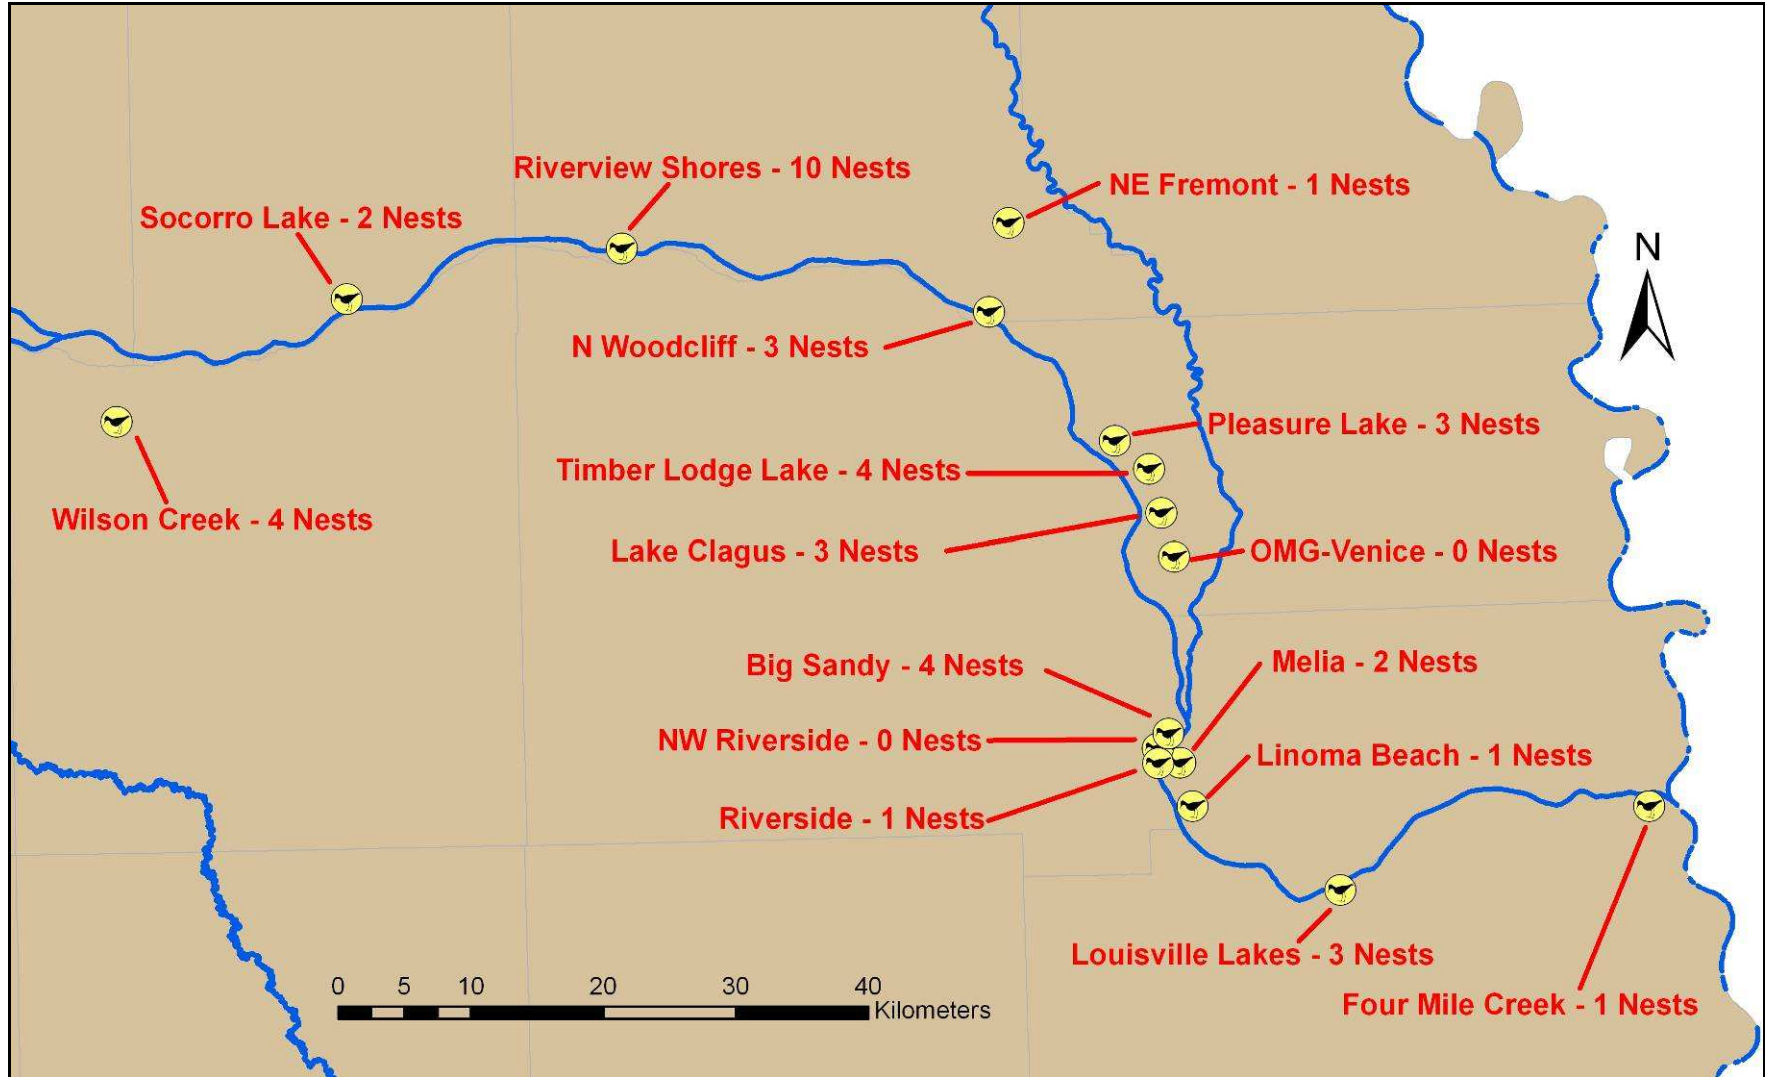 Riverview Shores - 10 Nests
NE Fremont - 1 Nests
Socorro Lake - 2 Nests
N
N Woodcliff - 3 Nests
Pleasure Lake - 3 Nests
Timber Lodge Lake - 4 Nests
Wilson Creek - 4 Nests
Lake Clagus - 3 Nests
OMG-Venice - 0 Nests
Big Sandy - 4 Nests
Melia - 2 Nests
NW Riverside - 0 Nests
Linoma Beach - 1 Nests
Riverside - 1 Nests
Louisville Lakes - 3 Nests
0 5 10 20 30 40
Kilometers
Four Mile Creek - 1 Nests